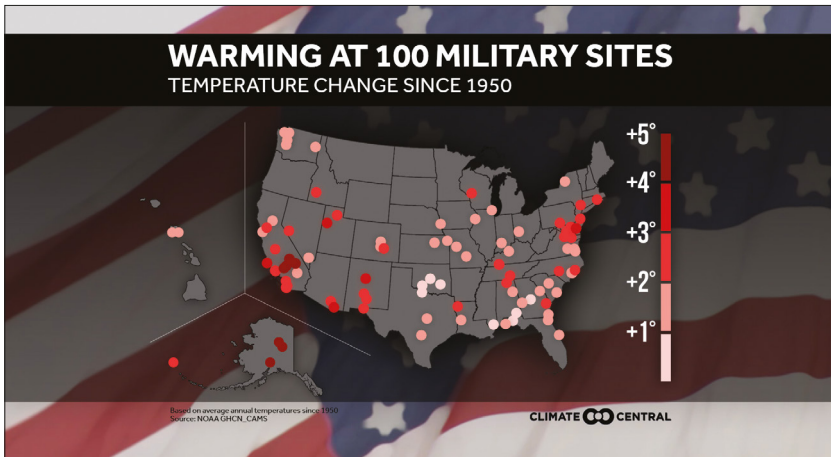 WARMING AT 100 MILITARY SITES
TEMPERATURE CHANGE SINCE 1950
+5°
+4°
+3°
+2°
+1°
Based on average annual temperatures since 1950
Source: NOAA GHCN_CAMS
CLIMATE CENTRAL